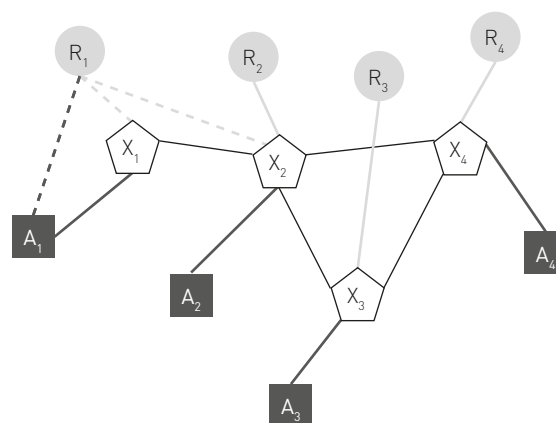 R₁
R₂
R₃
R₄
X₁
X₂
X₄
A₁
A₂
A₄
X₃
A₃